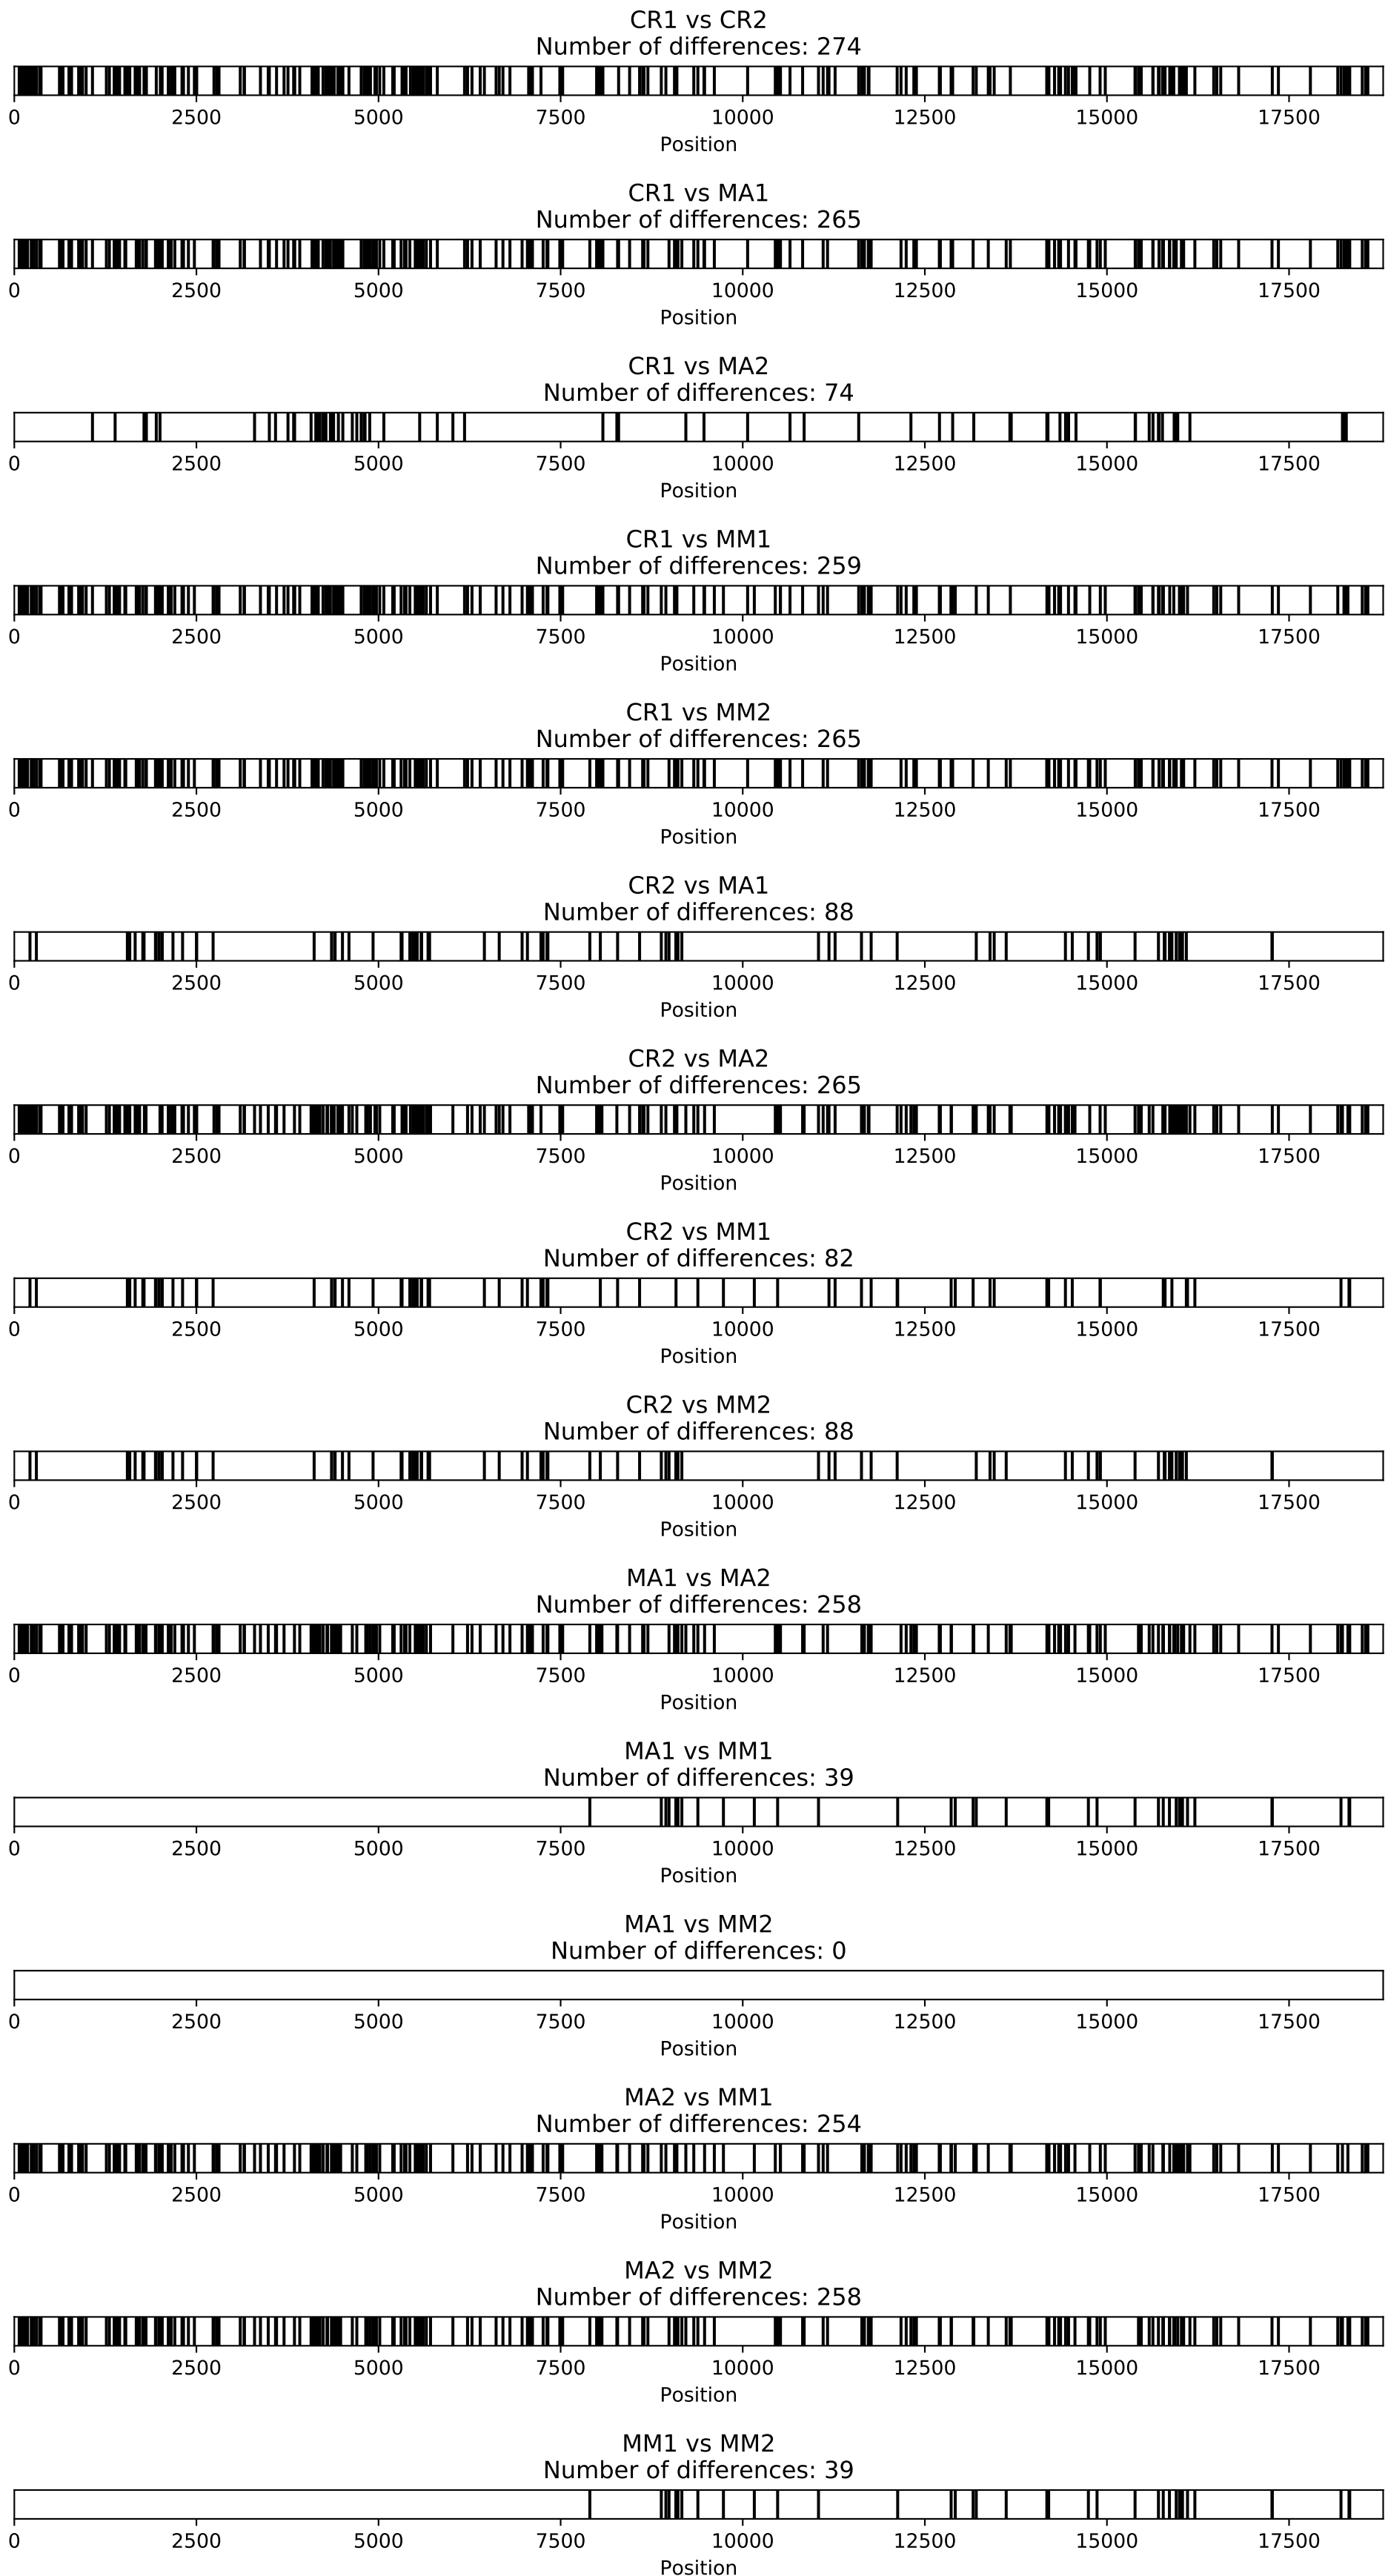 CR1 vs CR2
Number of differences: 274
0 2500 5000 7500 10000 12500 15000 17500
Position
CR1 vs MA1
Number of differences: 265
0 2500 5000 7500 10000 12500 15000 17500
Position
CR1 vs MA2
Number of differences: 74
0 2500 5000 7500 10000 12500 15000 17500
Position
CR1 vs MM1
Number of differences: 259
0 2500 5000 7500 10000 12500 15000 17500
Position
CR1 vs MM2
Number of differences: 265
0 2500 5000 7500 10000 12500 15000 17500
Position
CR2 vs MA1
Number of differences: 88
0 2500 5000 7500 10000 12500 15000 17500
Position
CR2 vs MA2
Number of differences: 265
0 2500 5000 7500 10000 12500 15000 17500
Position
CR2 vs MM1
Number of differences: 82
0 2500 5000 7500 10000 12500 15000 17500
Position
CR2 vs MM2
Number of differences: 88
0 2500 5000 7500 10000 12500 15000 17500
Position
MA1 vs MA2
Number of differences: 258
0 2500 5000 7500 10000 12500 15000 17500
Position
MA1 vs MM1
Number of differences: 39
0 2500 5000 7500 10000 12500 15000 17500
Position
MA1 vs MM2
Number of differences: 0
0 2500 5000 7500 10000 12500 15000 17500
Position
MA2 vs MM1
Number of differences: 254
0 2500 5000 7500 10000 12500 15000 17500
Position
MA2 vs MM2
Number of differences: 258
0 2500 5000 7500 10000 12500 15000 17500
Position
MM1 vs MM2
Number of differences: 39
0 2500 5000 7500 10000 12500 15000 17500
Position